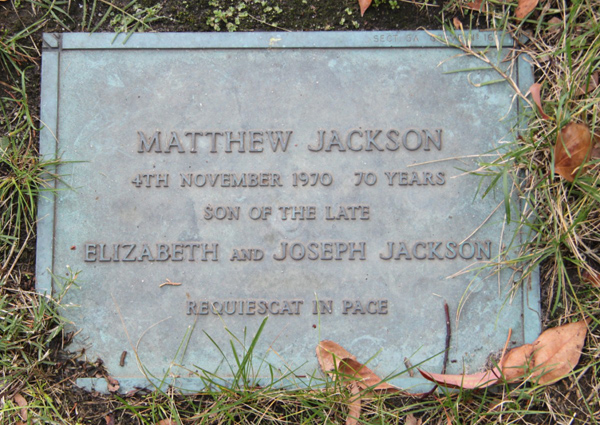 MATTHEW JACKSON
4TH NOVEMBER 1970 70 YEARS
SON OF THE LATE
ELIZABETH AND JOSEPH JACKSON
REQUIESCAT IN PACE